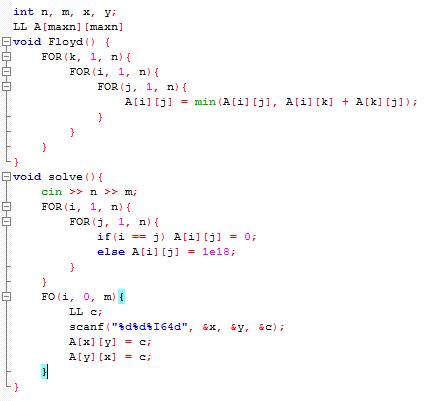 int n, m, x, y;
LL A[maxn][maxn]
void Floyd() {
    FOR(k, 1, n){
        FOR(i, 1, n){
            FOR(j, 1, n){
                A[i][j] = min(A[i][j], A[i][k] + A[k][j]);
            }
        }
    }
}
void solve(){
    cin >> n >> m;
    FOR(i, 1, n){
        FOR(j, 1, n){
            if(i == j) A[i][j] = 0;
            else A[i][j] = 1e18;
        }
    }
    FO(i, 0, m){
        LL c;
        scanf("%d%d%I64d", &x, &y, &c);
        A[x][y] = c;
        A[y][x] = c;
    }
}